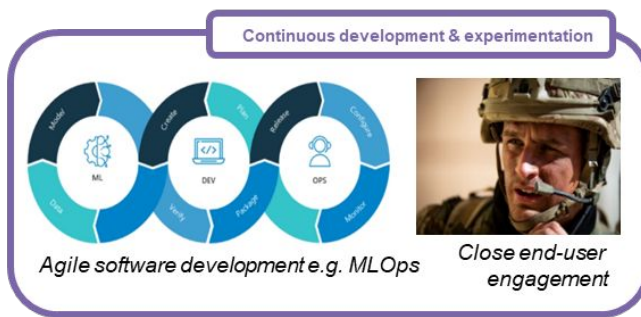 Continuous development & experimentation
Model
Create
Plan
Release
Configure
ML
DEV
OPS
Data
Verify
Package
Monitor
Agile software development e.g. MLOps
Close end-user
engagement